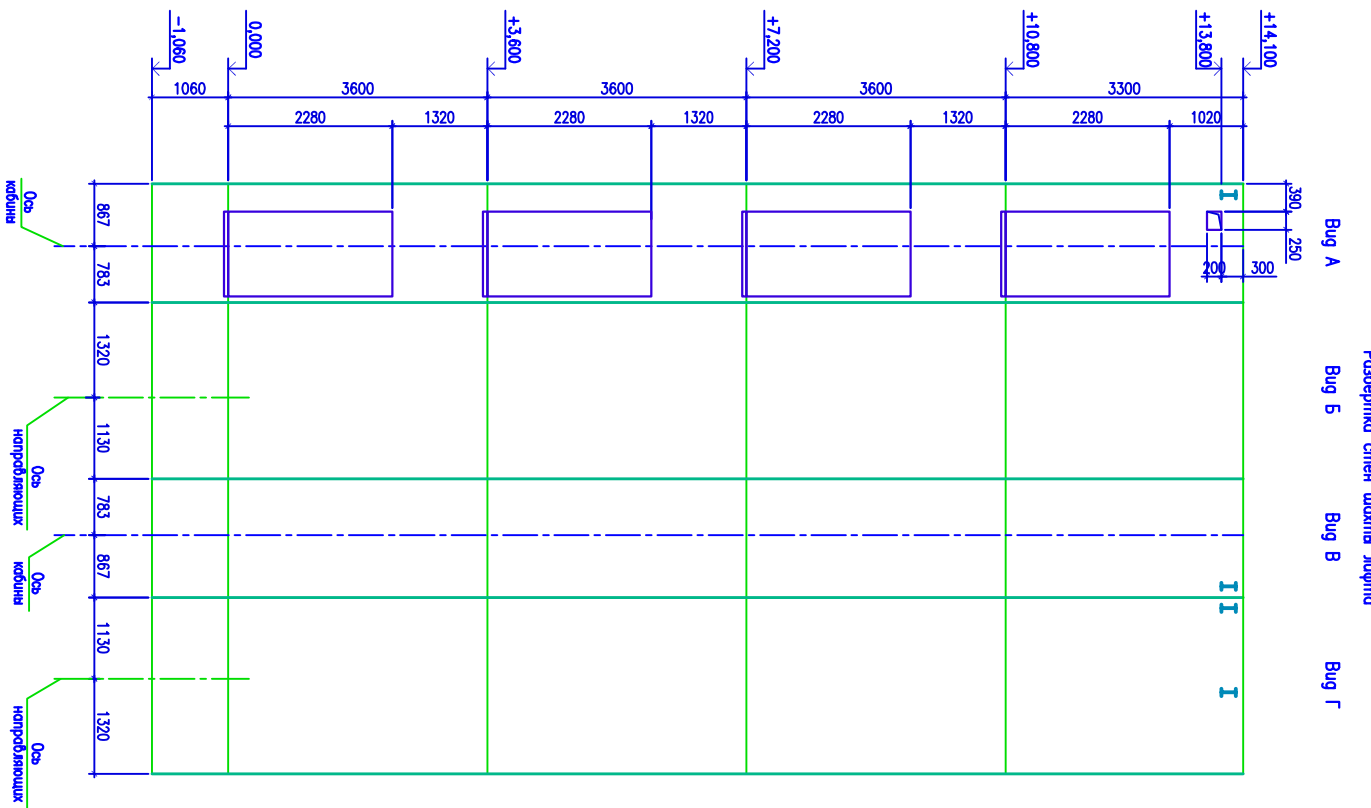 Развертка стен шахты лифта
Вид А
Вид Б
Вид В
Вид Г
+14,100
+13,800
+10,800
+7,200
+3,600
0,000
-1,060
1060
3600
3600
3600
3300
2280
1320
2280
1320
2280
1320
2280
1020
390
250
200
300
867
783
1320
1130
783
867
1130
1320
Ось
кабины
Ось
направляющих
Ось
кабины
Ось
направляющих